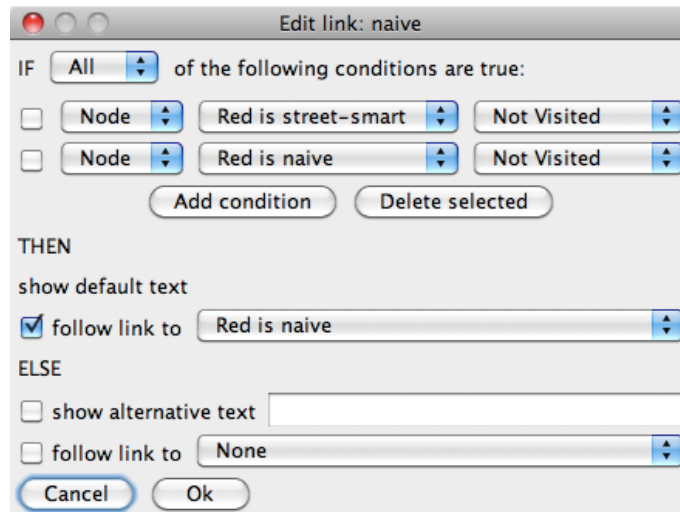 Edit link: naive
IF All of the following conditions are true:
Node Red is street-smart Not Visited
Node Red is naive Not Visited
Add condition Delete selected
THEN
show default text
follow link to Red is naive
ELSE
show alternative text
follow link to None
Cancel Ok